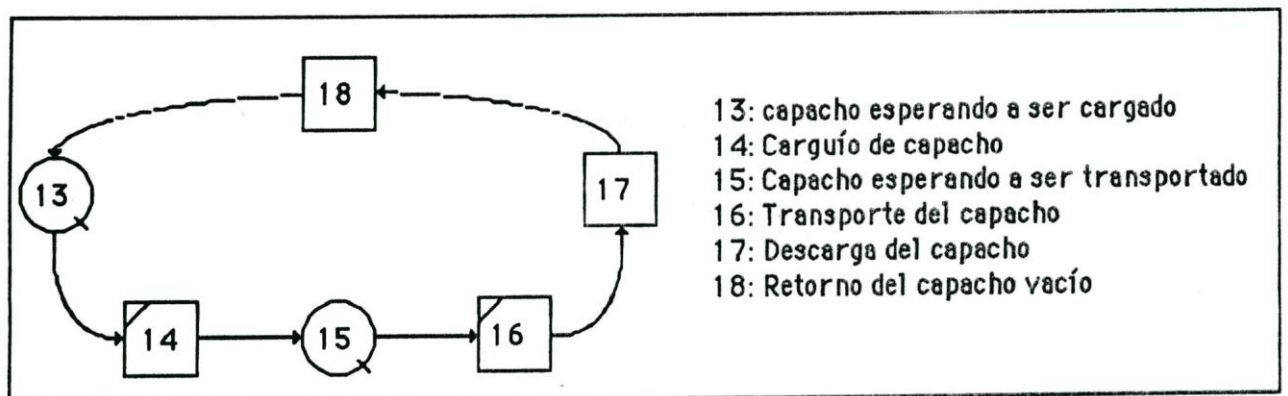 18
13
17
14
15
16
13: capacho esperando a ser cargado
14: Carguío de capacho
15: Capacho esperando a ser transportado
16: Transporte del capacho
17: Descarga del capacho
18: Retorno del capacho vacío